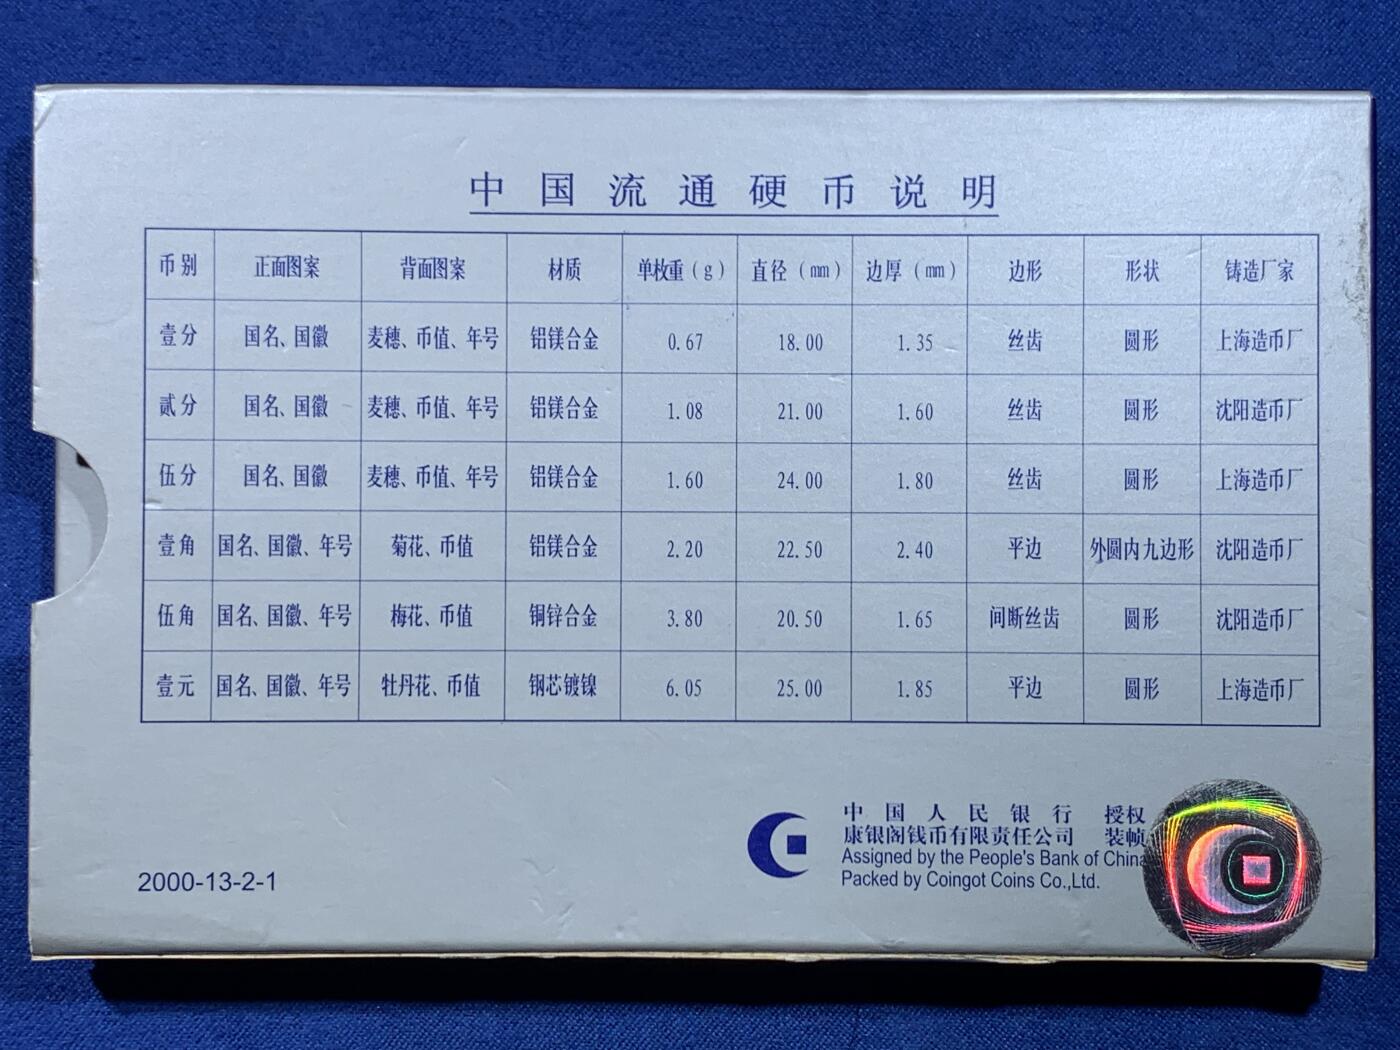 中国流通硬币说明
币别 正面图案 背面图案 材质 单枚重（g） 直径（mm） 边厚（mm） 边形 形状 铸造厂家
壹分 国名、国徽 麦穗、币值、年号 铝镁合金 0.67 18.00 1.35 丝齿 圆形 上海造币厂
贰分 国名、国徽 麦穗、币值、年号 铝镁合金 1.08 21.00 1.60 丝齿 圆形 沈阳造币厂
伍分 国名、国徽 麦穗、币值、年号 铝镁合金 1.60 24.00 1.80 丝齿 圆形 上海造币厂
壹角 国名、国徽、年号 菊花、币值 铝镁合金 2.20 22.50 2.40 平边 外圆内九边形 沈阳造币厂
伍角 国名、国徽、年号 梅花、币值 铜锌合金 3.80 20.50 1.65 间断丝齿 圆形 沈阳造币厂
壹元 国名、国徽、年号 牡丹花、币值 钢芯镀镍 6.05 25.00 1.85 平边 圆形 上海造币厂
中国人民银行 授权
康银阁钱币有限责任公司 装帧
Assigned by the People's Bank of China
Packed by Coingot Coins Co.,Ltd.
2000-13-2-1